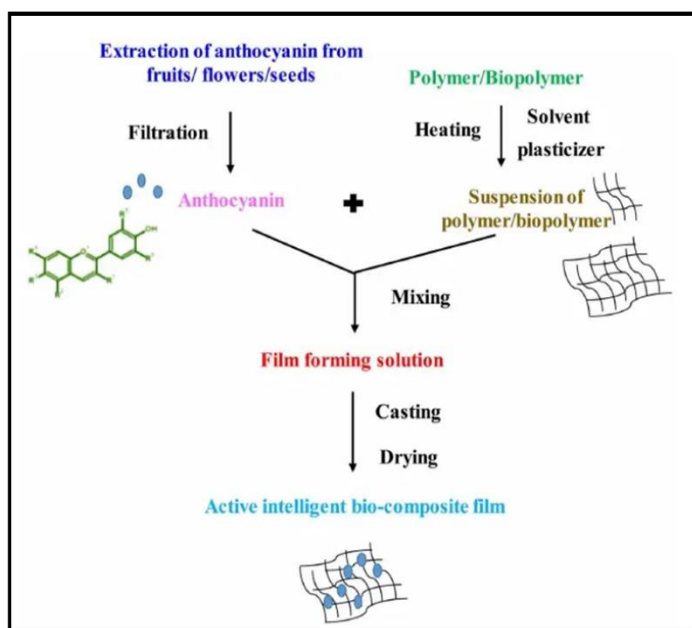 Extraction of anthocyanin from
fruits/ flowers/seeds
Polymer/Biopolymer
Filtration
Heating
Solvent
plasticizer
Anthocyanin
+
Suspension of
polymer/biopolymer
Mixing
Film forming solution
Casting
Drying
Active intelligent bio-composite film